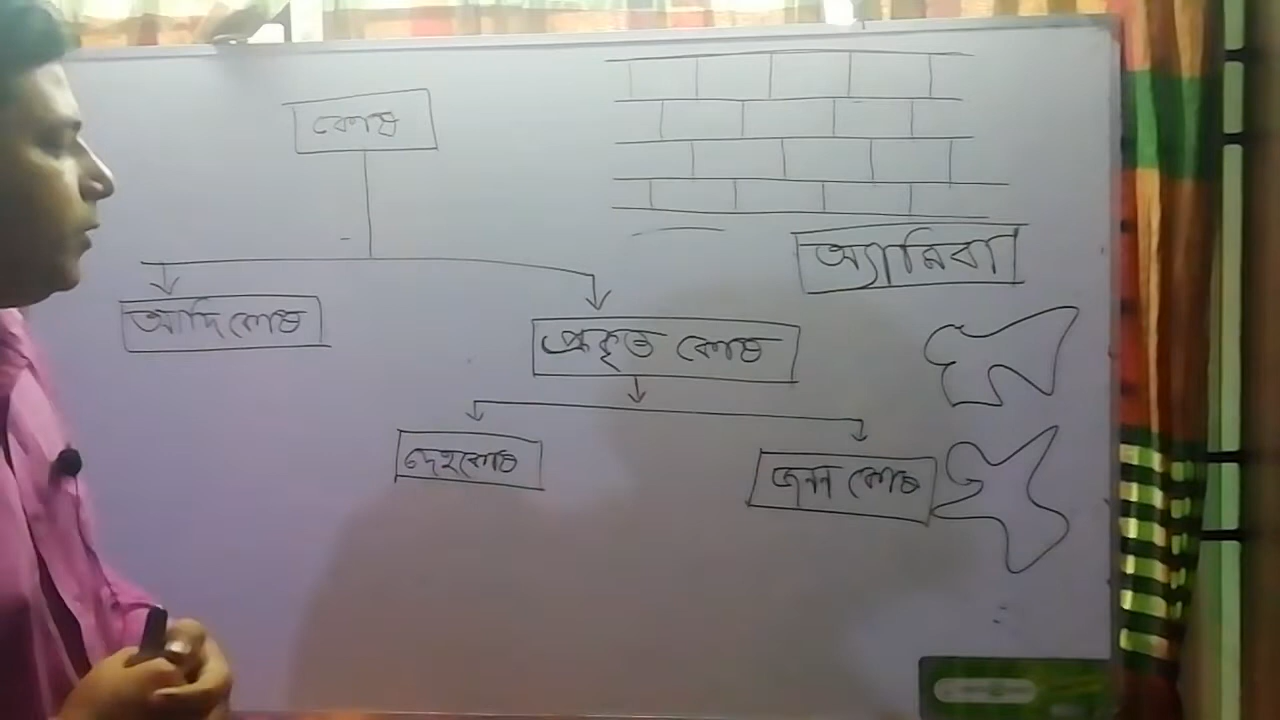 কোষ
অ্যামিবা
আদিকোষ
প্রকৃত কোষ
দেহকোষ
জনন কোষ